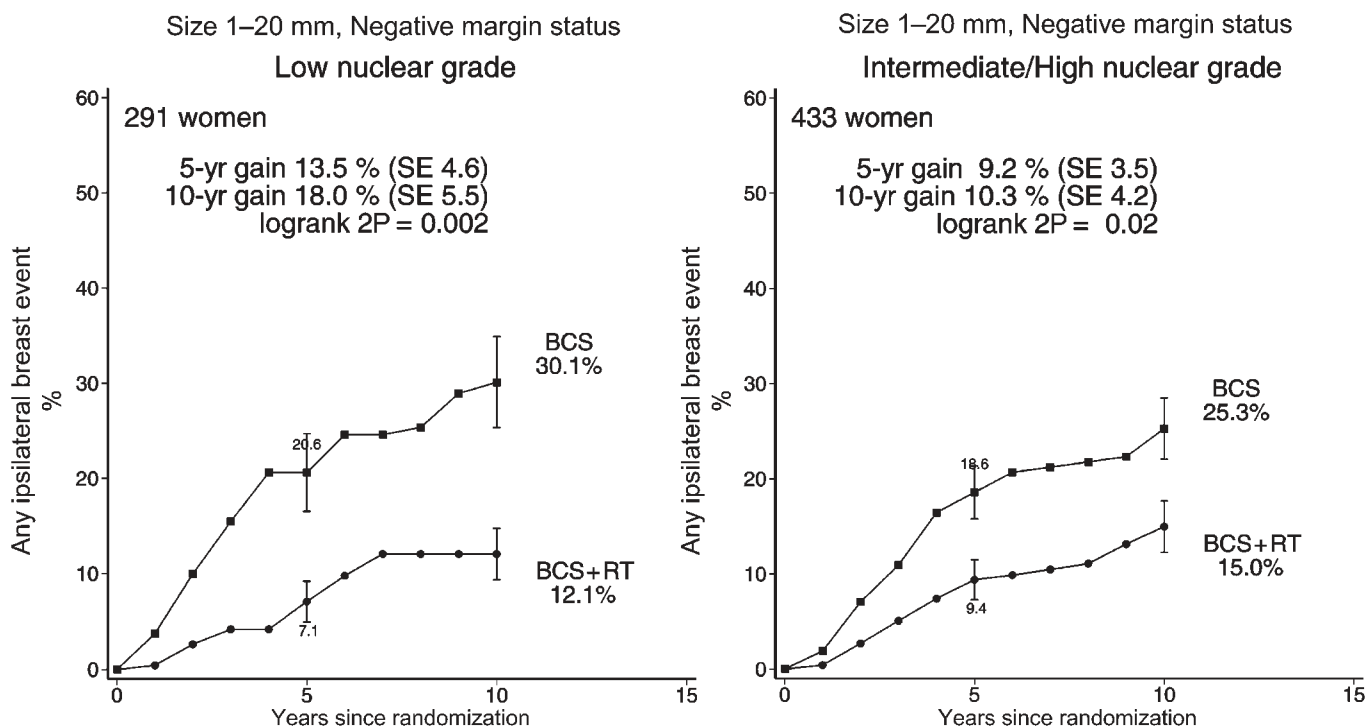 Size 1–20 mm, Negative margin status
Low nuclear grade
291 women
5-yr gain 13.5 % (SE 4.6)
10-yr gain 18.0 % (SE 5.5)
logrank 2P = 0.002
Any ipsilateral breast event
%
60
50
40
30
20
10
0
BCS
30.1%
20.6
BCS+RT
12.1%
7.1
0
5
10
15
Years since randomization
Size 1–20 mm, Negative margin status
Intermediate/High nuclear grade
433 women
5-yr gain 9.2 % (SE 3.5)
10-yr gain 10.3 % (SE 4.2)
logrank 2P = 0.02
Any ipsilateral breast event
%
60
50
40
30
20
10
0
BCS
25.3%
18.6
BCS+RT
15.0%
9.4
0
5
10
15
Years since randomization